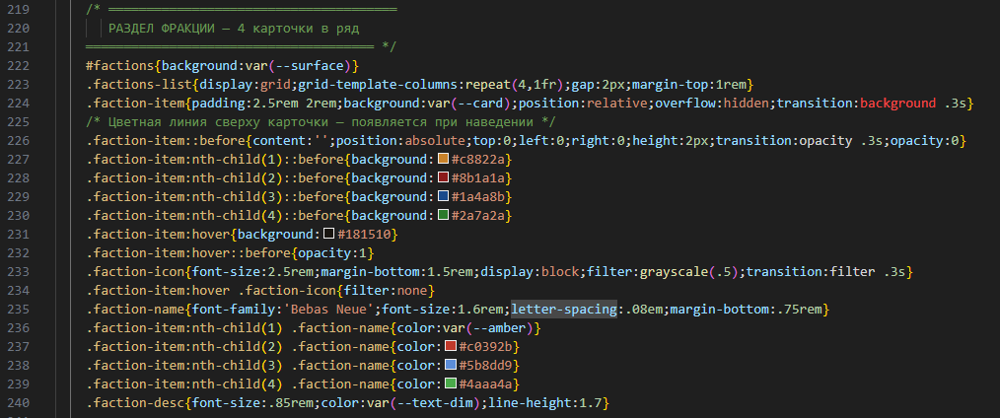 219 /* ══════════════════════════════════════
220 РАЗДЕЛ ФРАКЦИИ — 4 карточки в ряд
221 ══════════════════════════════════════ */
222 #factions{background:var(--surface)}
223 .factions-list{display:grid;grid-template-columns:repeat(4,1fr);gap:2px;margin-top:1rem}
224 .faction-item{padding:2.5rem 2rem;background:var(--card);position:relative;overflow:hidden;transition:background .3s}
225 /* Цветная линия сверху карточки — появляется при наведении */
226 .faction-item::before{content:'';position:absolute;top:0;left:0;right:0;height:2px;transition:opacity .3s;opacity:0}
227 .faction-item:nth-child(1)::before{background:#c8822a}
228 .faction-item:nth-child(2)::before{background:#8b1a1a}
229 .faction-item:nth-child(3)::before{background:#1a4a8b}
230 .faction-item:nth-child(4)::before{background:#2a7a2a}
231 .faction-item:hover{background:#181510}
232 .faction-item:hover::before{opacity:1}
233 .faction-icon{font-size:2.5rem;margin-bottom:1.5rem;display:block;filter:grayscale(.5);transition:filter .3s}
234 .faction-item:hover .faction-icon{filter:none}
235 .faction-name{font-family:'Bebas Neue';font-size:1.6rem;letter-spacing:.08em;margin-bottom:.75rem}
236 .faction-item:nth-child(1) .faction-name{color:var(--amber)}
237 .faction-item:nth-child(2) .faction-name{color:#c0392b}
238 .faction-item:nth-child(3) .faction-name{color:#5b8dd9}
239 .faction-item:nth-child(4) .faction-name{color:#4aaa4a}
240 .faction-desc{font-size:.85rem;color:var(--text-dim);line-height:1.7}